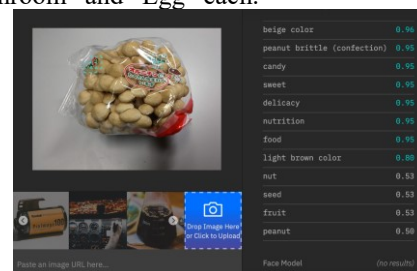 hroom and Egg each.
beige color 0.96
peanut brittle (confection) 0.95
candy 0.95
sweet 0.95
delicacy 0.95
nutrition 0.95
food 0.95
light brown color 0.80
nut 0.53
seed 0.53
fruit 0.53
peanut 0.50
Drop Image Here
or Click to Upload
Paste an image URL here...
Face Model (no results)